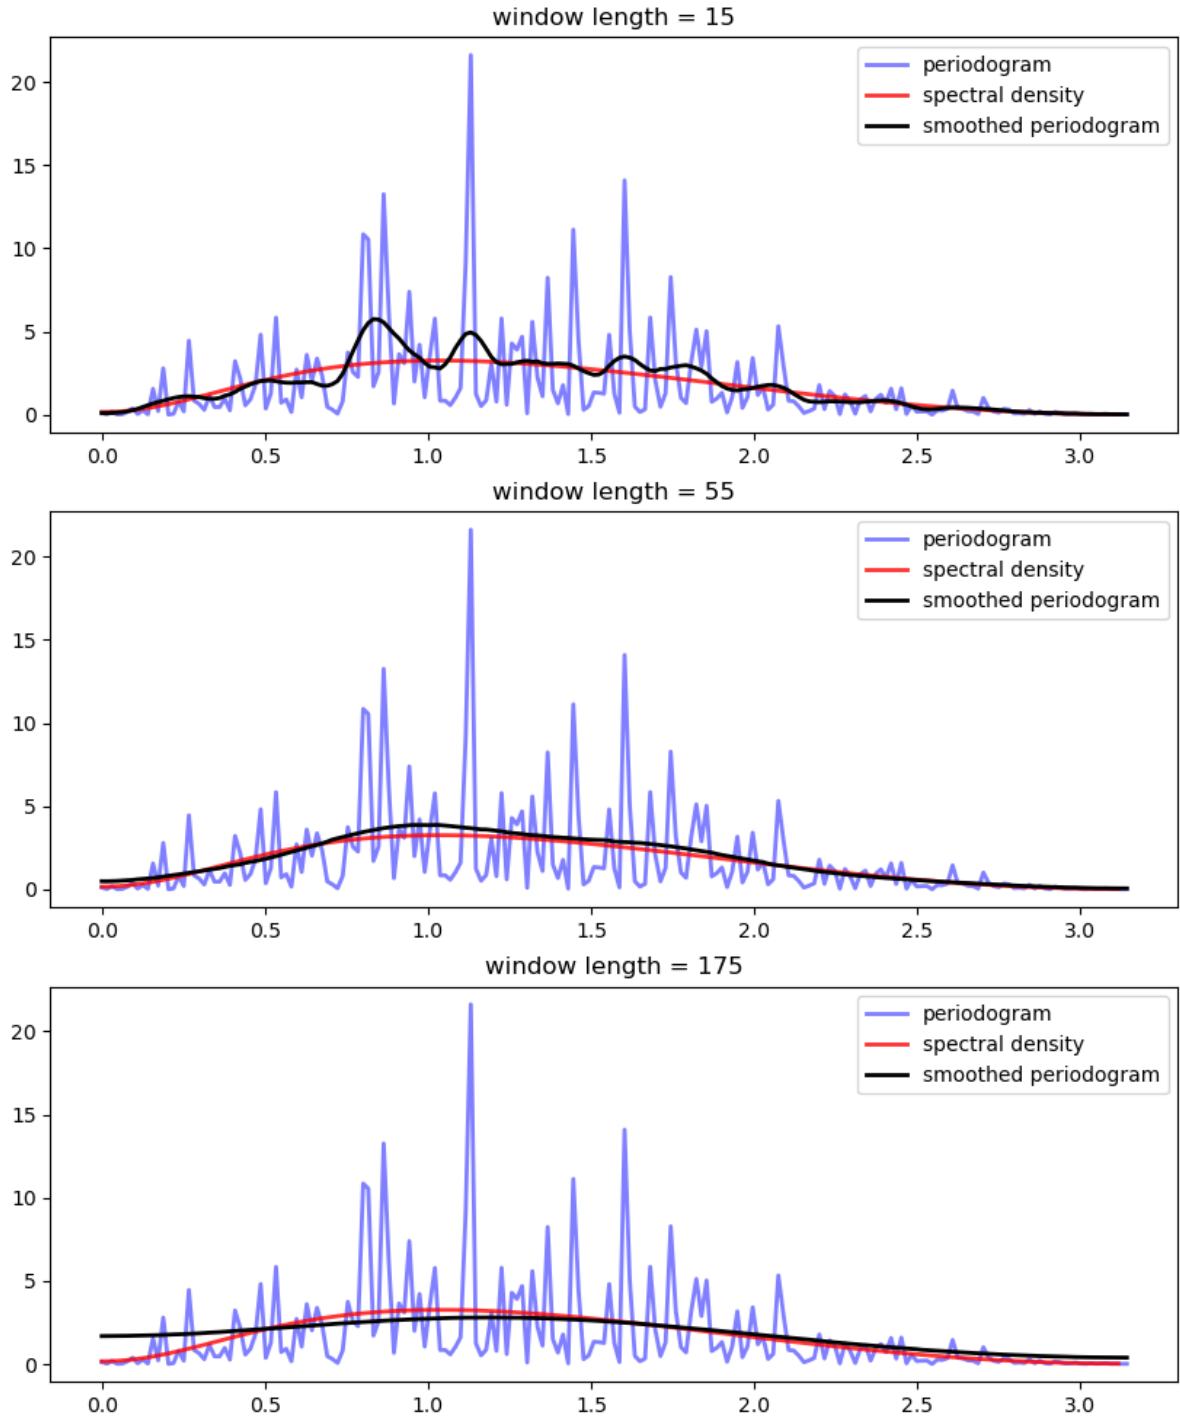 window length = 15
20
15
10
5
0
periodogram
spectral density
smoothed periodogram
0.0 0.5 1.0 1.5 2.0 2.5 3.0
window length = 55
20
15
10
5
0
periodogram
spectral density
smoothed periodogram
0.0 0.5 1.0 1.5 2.0 2.5 3.0
window length = 175
20
15
10
5
0
periodogram
spectral density
smoothed periodogram
0.0 0.5 1.0 1.5 2.0 2.5 3.0